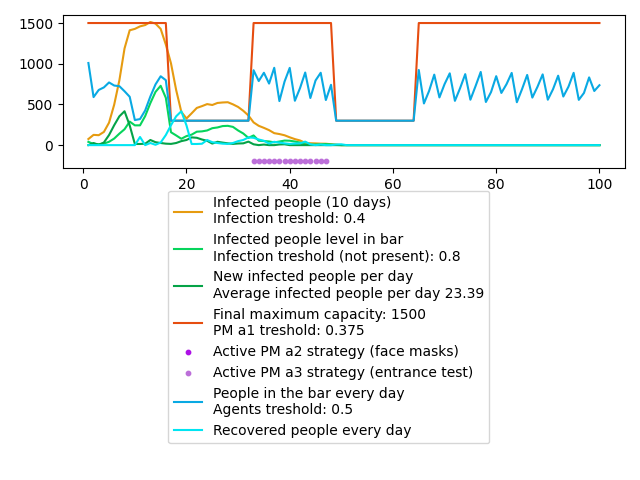 1500
1000
500
0
0 20 40 60 80 100
Infected people (10 days)
Infection treshold: 0.4
Infected people level in bar
Infection treshold (not present): 0.8
New infected people per day
Average infected people per day 23.39
Final maximum capacity: 1500
PM a1 treshold: 0.375
Active PM a2 strategy (face masks)
Active PM a3 strategy (entrance test)
People in the bar every day
Agents treshold: 0.5
Recovered people every day